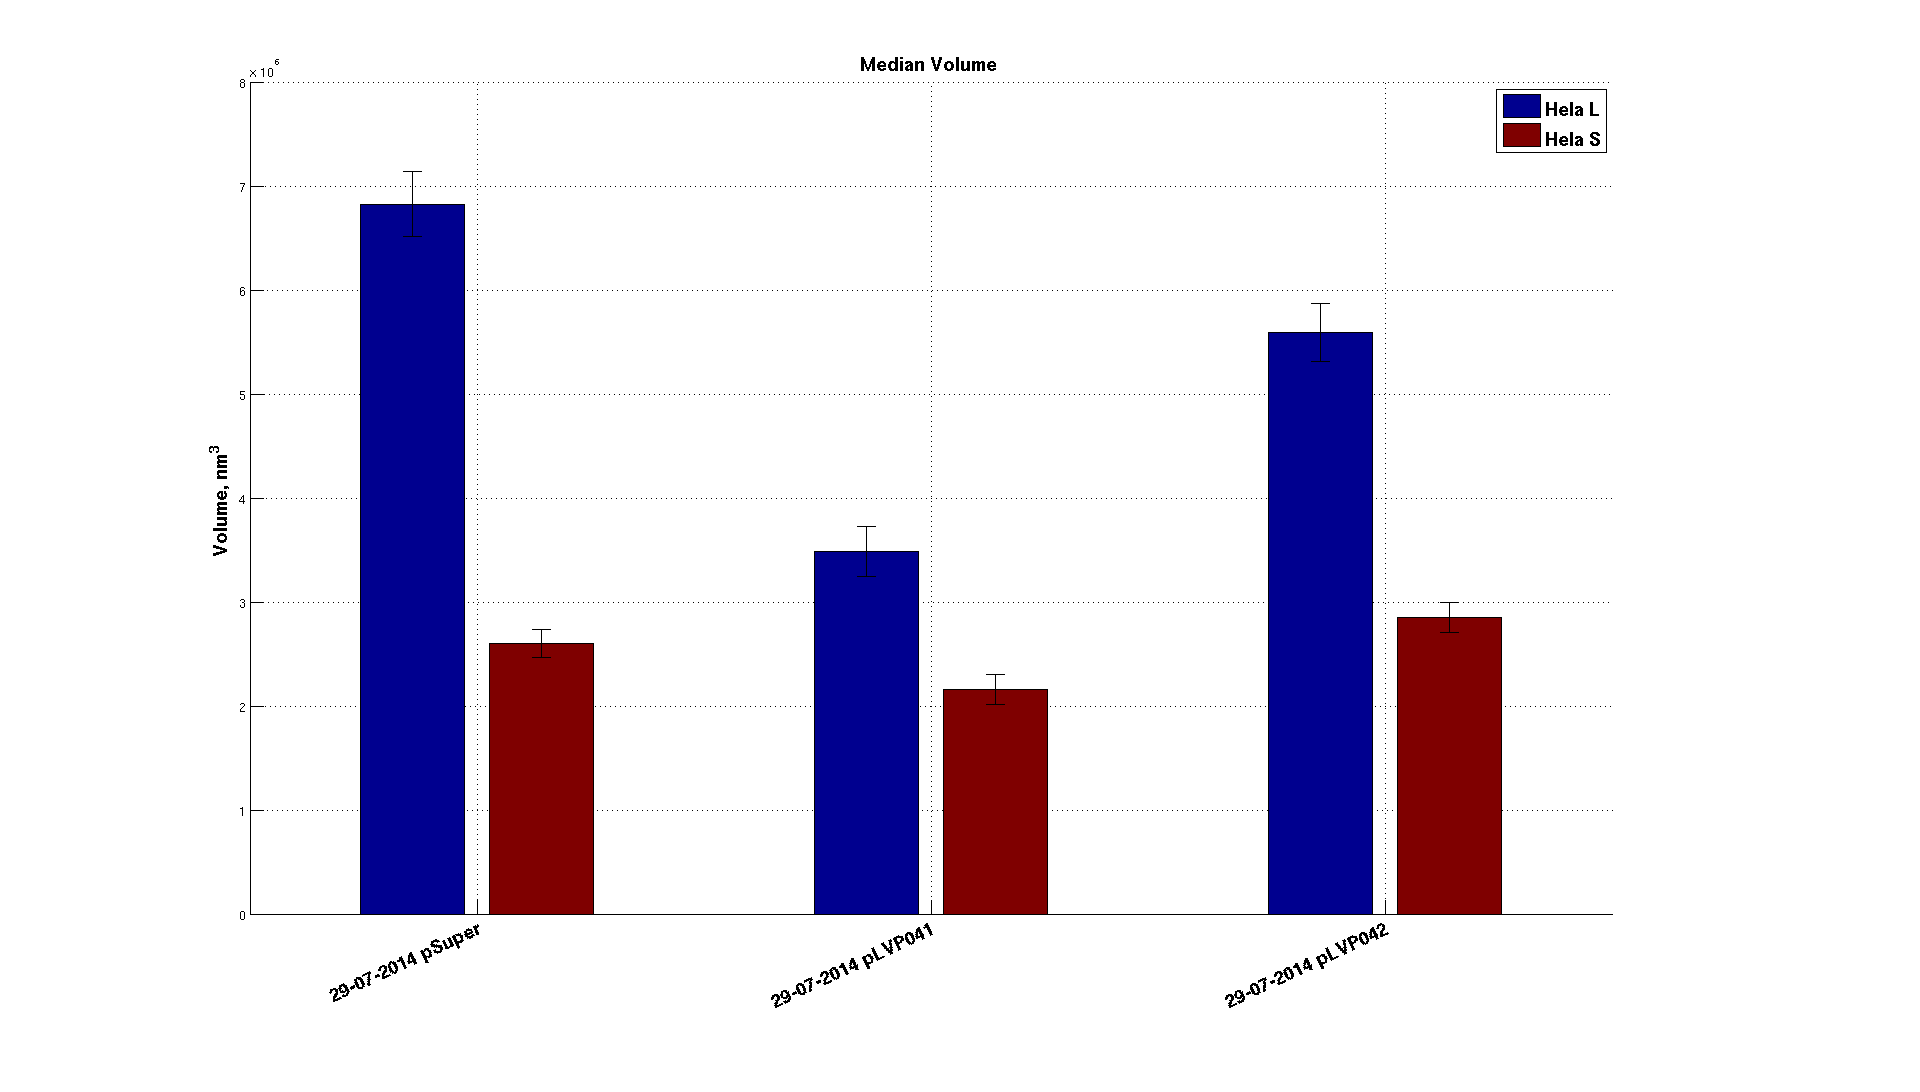 Median Volume
× 10^6
8
7
6
5
4
3
2
1
0
Volume, nm^3
Hela L
Hela S
29-07-2014 pSuper
29-07-2014 pLVP041
29-07-2014 pLVP042